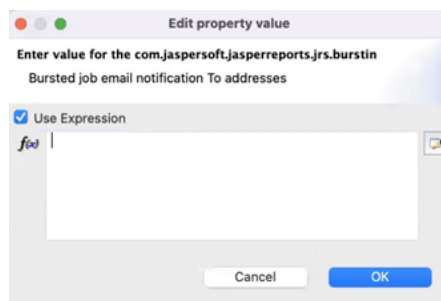 Edit property value
Enter value for the com.jaspersoft.jasperreports.jrs.burstin
Bursted job email notification To addresses
Use Expression
f(x)
Cancel
OK